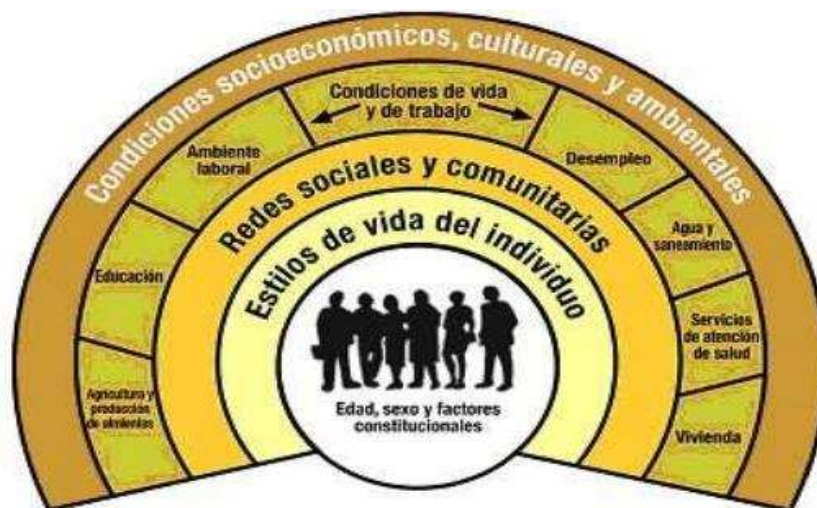 Condiciones socioeconómicos, culturales y ambientales
Condiciones de vida
y de trabajo
Ambiente
laboral
Desempleo
Redes sociales y comunitarias
Agua y
saneamiento
Educación
Estilos de vida del individuo
Servicios
de atención
de salud
Agricultura y
producción
de
Edad, sexo y factores
constitucionales
Vivienda